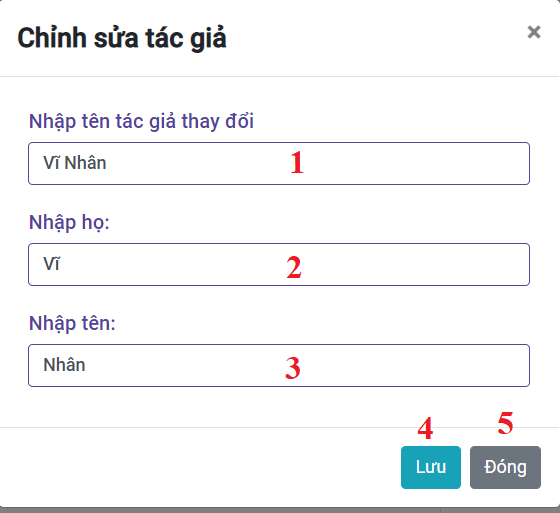 Chỉnh sửa tác giả ×
Nhập tên tác giả thay đổi
Vĩ Nhân 1
Nhập họ:
Vĩ 2
Nhập tên:
Nhân 3
4 5
Lưu Đóng